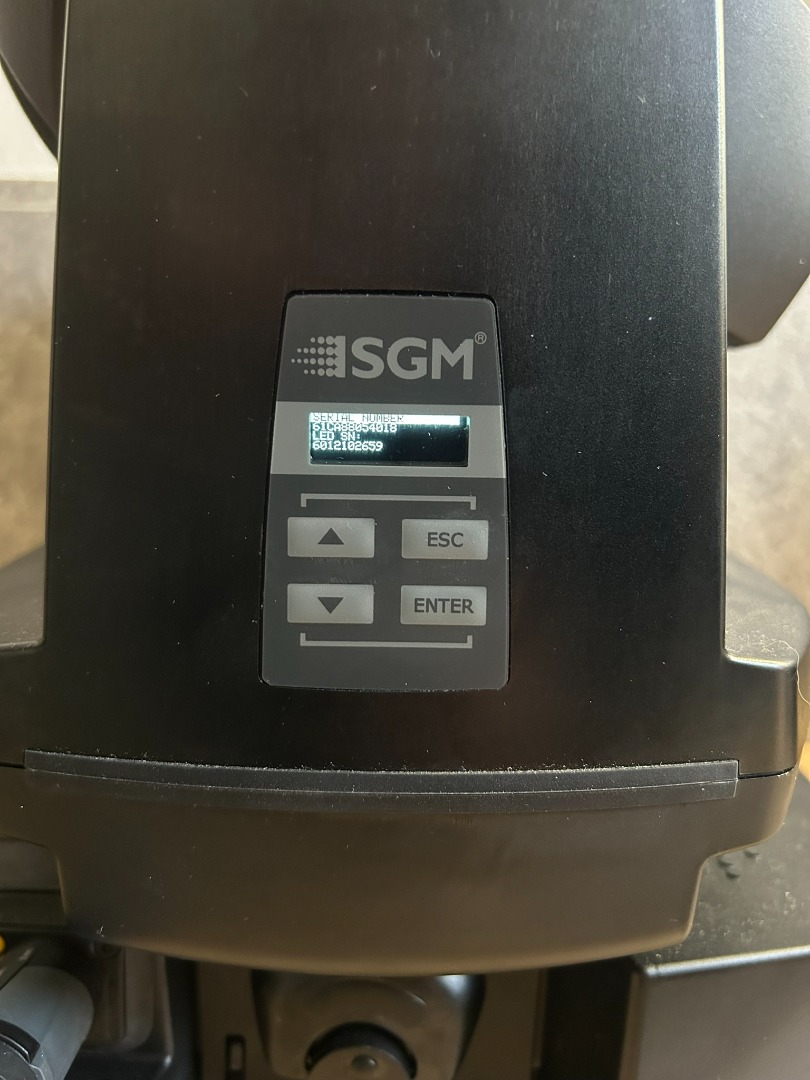 SGM®
SERIAL NUMBER
61CA88054018
LED SN:
6012102659
ESC
ENTER